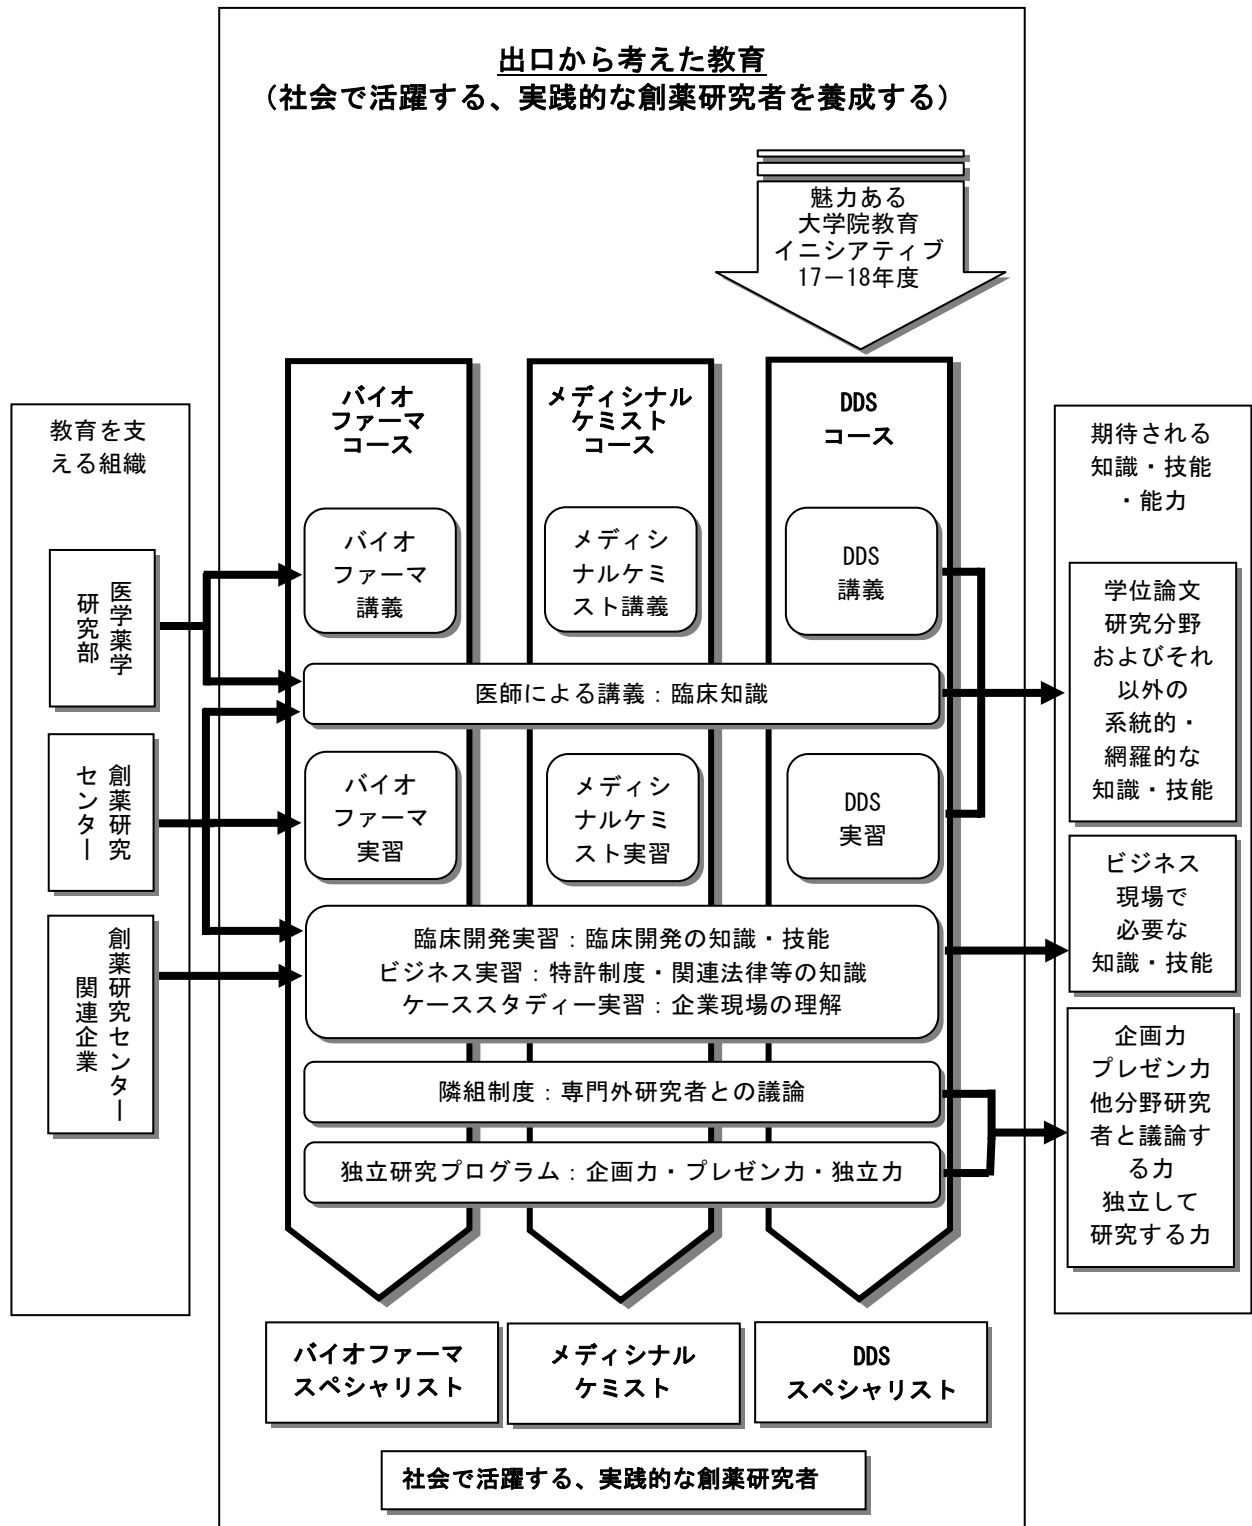 出口から考えた教育
（社会で活躍する、実践的な創薬研究者を養成する）
魅力ある
大学院教育
イニシアティブ
17－18年度
教育を支
える組織
医学薬学
研究部
創薬研究
センター
創薬研究センター
関連企業
バイオ
ファーマ
コース
メディシナル
ケミスト
コース
DDS
コース
バイオ
ファーマ
講義
メディシ
ナルケミ
スト講義
DDS
講義
医師による講義：臨床知識
バイオ
ファーマ
実習
メディシ
ナルケミ
スト実習
DDS
実習
臨床開発実習：臨床開発の知識・技能
ビジネス実習：特許制度・関連法律等の知識
ケーススタディー実習：企業現場の理解
隣組制度：専門外研究者との議論
独立研究プログラム：企画力・プレゼン力・独立力
期待される
知識・技能
・能力
学位論文
研究分野
およびそれ
以外の
系統的・
網羅的な
知識・技能
ビジネス
現場で
必要な
知識・技能
企画力
プレゼン力
他分野研究
者と議論す
る力
独立して
研究する力
バイオファーマ
スペシャリスト
メディシナル
ケミスト
DDS
スペシャリスト
社会で活躍する、実践的な創薬研究者